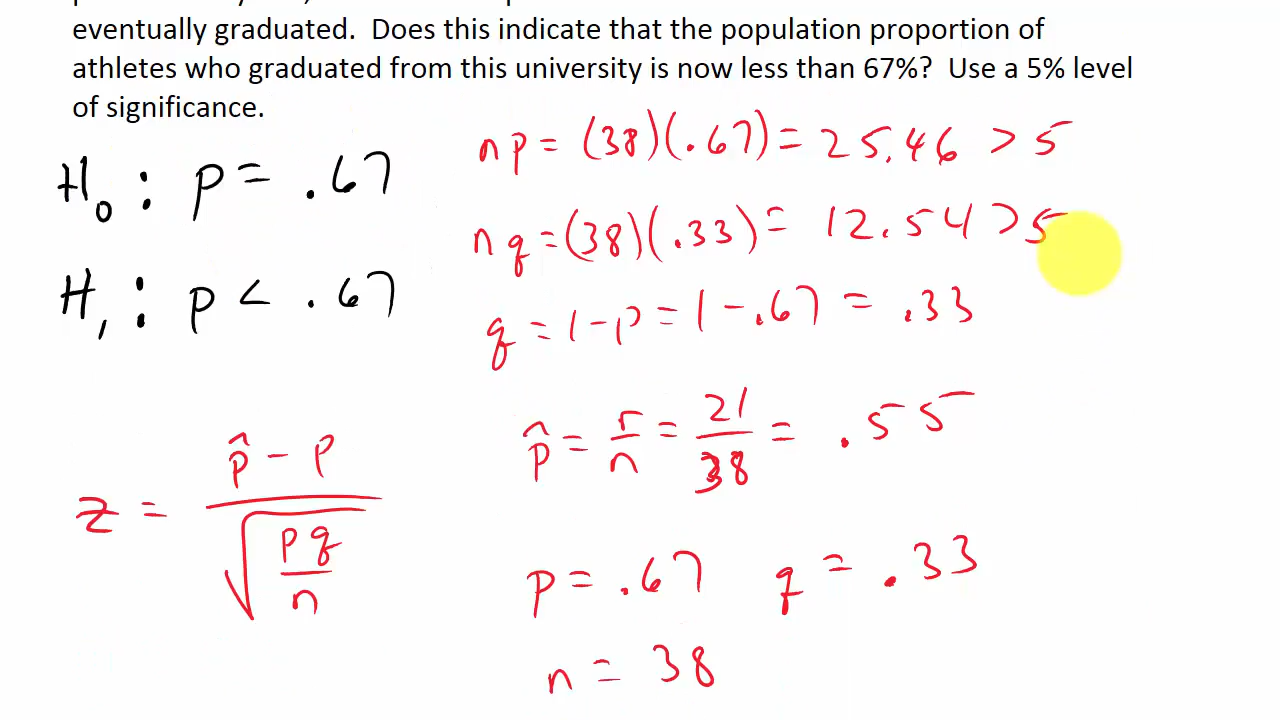 eventually graduated. Does this indicate that the population proportion of
athletes who graduated from this university is now less than 67%? Use a 5% level
of significance.
H₀ : p = .67
H₁ : p < .67
np = (38)(.67) = 25.46 > 5
nq = (38)(.33) = 12.54 > 5
q = 1 - p = 1 - .67 = .33
p̂ = r/n = 21/38 = .55
z = (p̂ - p) / √(pq/n)
p = .67 q = .33
n = 38